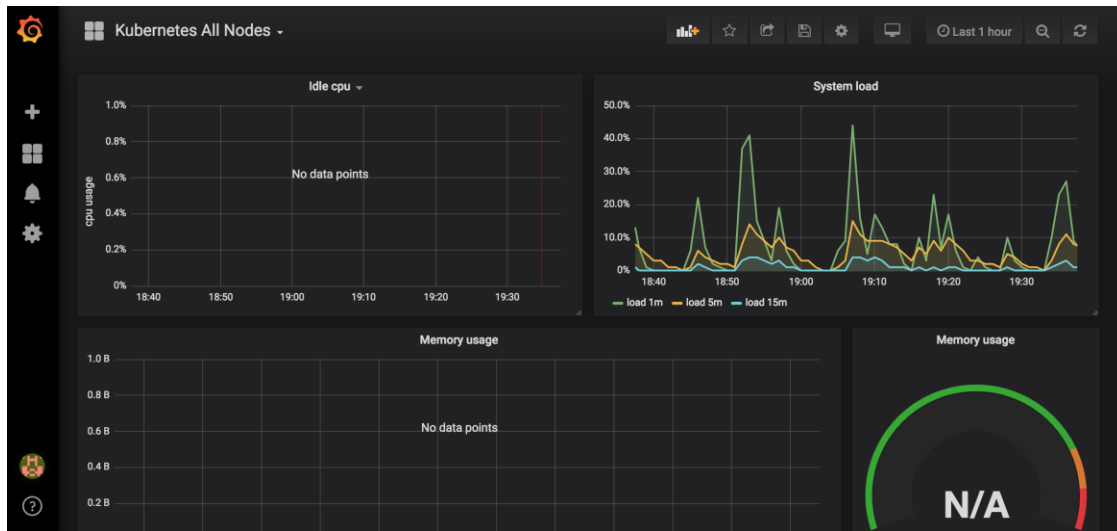 Kubernetes All Nodes
Last 1 hour
Idle cpu
1.0%
0.8%
0.6%
0.4%
0.2%
0%
cpu usage
No data points
18:40 18:50 19:00 19:10 19:20 19:30
System load
50.0%
40.0%
30.0%
20.0%
10.0%
0%
18:40 18:50 19:00 19:10 19:20 19:30
load 1m load 5m load 15m
Memory usage
1.0 B
0.8 B
0.6 B
0.4 B
0.2 B
No data points
Memory usage
N/A